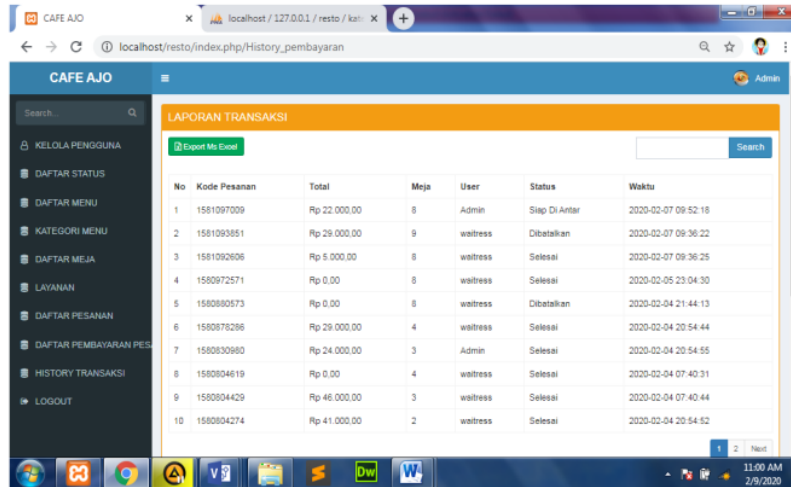 CAFE AJO
localhost / 127.0.0.1 / resto / kate
localhost/resto/index.php/History_pembayaran
CAFE AJO
Admin
Search...
KELOLA PENGGUNA
DAFTAR STATUS
DAFTAR MENU
KATEGORI MENU
DAFTAR MEJA
LAYANAN
DAFTAR PESANAN
DAFTAR PEMBAYARAN PESA
HISTORY TRANSAKSI
LOGOUT
LAPORAN TRANSAKSI
Export Ms Excel
Search
No Kode Pesanan Total Meja User Status Waktu
1 1581097009 Rp 22.000,00 8 Admin Siap Di Antar 2020-02-07 09:52:18
2 1581093851 Rp 29.000,00 9 waitress Dibatalkan 2020-02-07 09:36:22
3 1581092606 Rp 5.000,00 8 waitress Selesai 2020-02-07 09:36:25
4 1580972571 Rp 0,00 8 waitress Selesai 2020-02-05 23:04:30
5 1580880573 Rp 0,00 8 waitress Dibatalkan 2020-02-04 21:44:13
6 1580878286 Rp 29.000,00 4 waitress Selesai 2020-02-04 20:54:44
7 1580830980 Rp 24.000,00 3 Admin Selesai 2020-02-04 20:54:55
8 1580804619 Rp 0,00 4 waitress Selesai 2020-02-04 07:40:31
9 1580804429 Rp 46.000,00 3 waitress Selesai 2020-02-04 07:40:44
10 1580804274 Rp 41.000,00 2 waitress Selesai 2020-02-04 20:54:52
1 2 Next
Dw
W
11:00 AM
2/9/2020